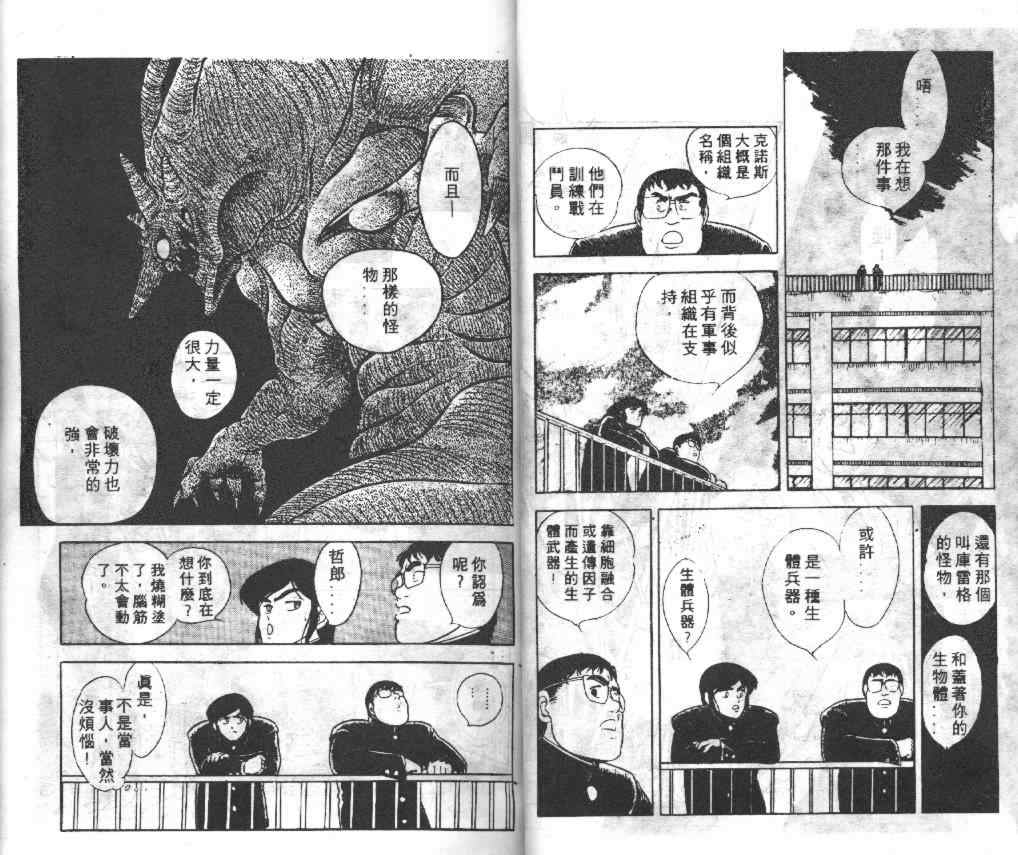 唔
我在想
那件事
克諾斯
大概是
個組織
名稱，
他們在
訓練戰
鬥員。
而背後似
乎有軍事
組織在支
持。
還有那個
叫庫雷格
的怪物，
和蓋著你的
生物體‥‥
或許‥‥
是一種生
體兵器。
生體兵器？
靠細胞融合
或遺傳因子
而產生的生
體武器！
而且—
那樣的怪
物‥‥
力量一定
很大，
破壞力也
會非常的
強，
你認為
呢？
哲郎‥‥
你到底在
想什麼？
我燒糊塗
了，腦筋
不太會動
了。
‥‥‥
真是，
不是當
事人，當然
沒煩惱！